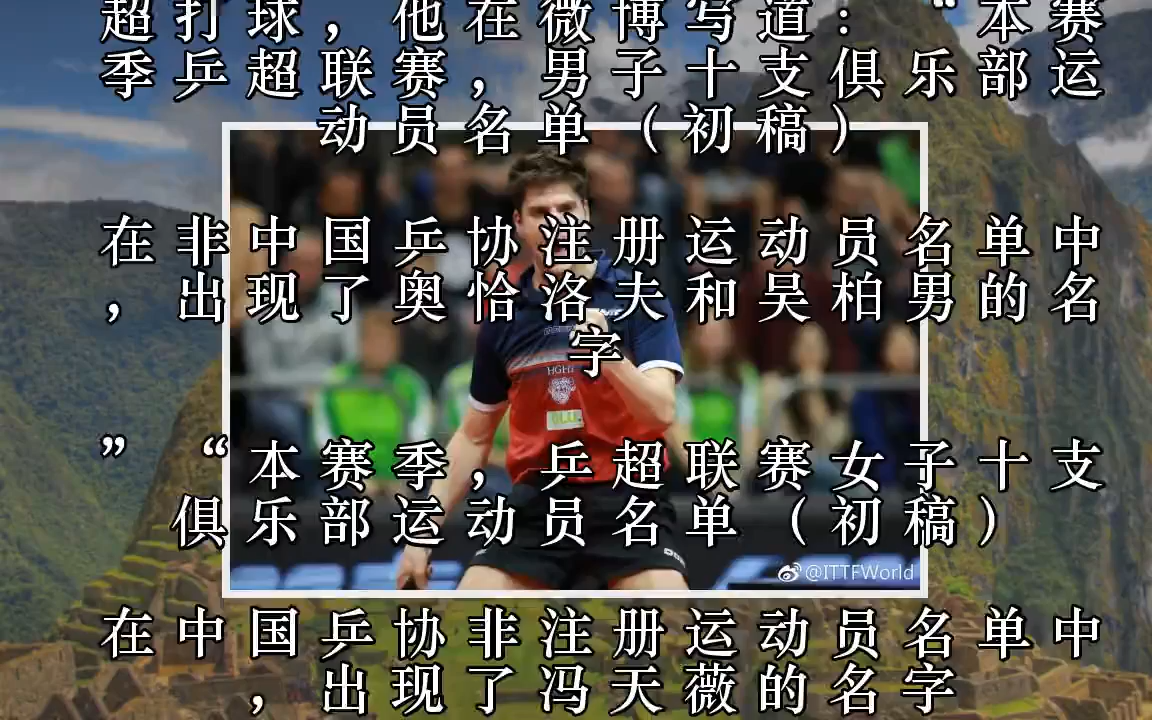 超打球，他在微博写道：“本赛
季乒超联赛，男子十支俱乐部运
动员名单（初稿）
在非中国乒协注册运动员名单中
，出现了奥恰洛夫和吴柏男的名
字
HGHI
”“本赛季，乒超联赛女子十支
俱乐部运动员名单（初稿）
@ITTFWorld
在中国乒协非注册运动员名单中
，出现了冯天薇的名字